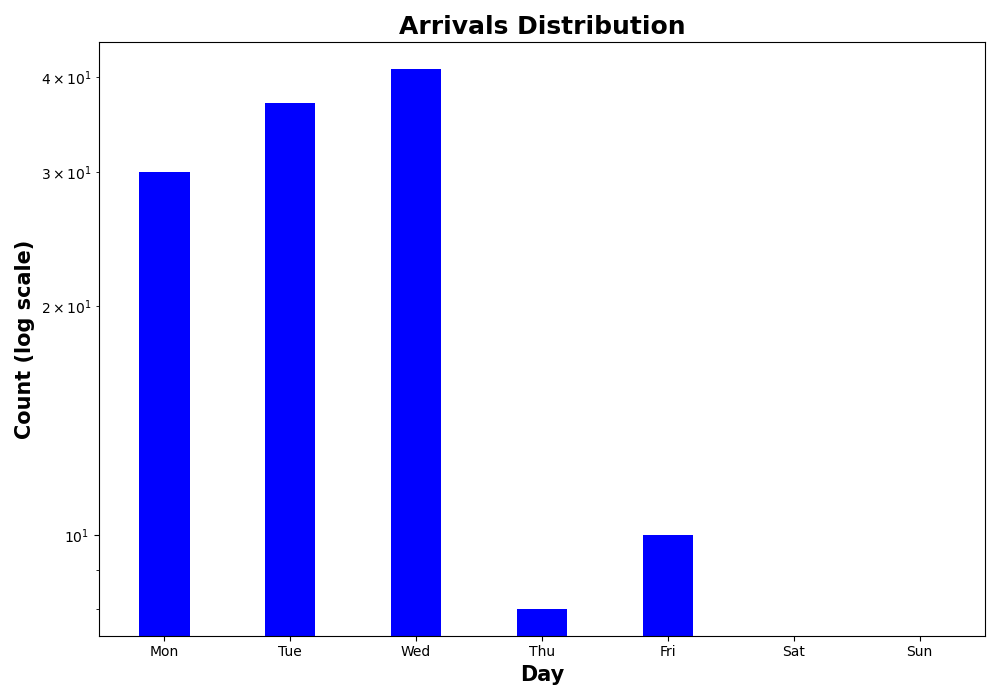 Arrivals Distribution
Count (log scale)
4 × 10¹
3 × 10¹
2 × 10¹
10¹
Mon Tue Wed Thu Fri Sat Sun
Day